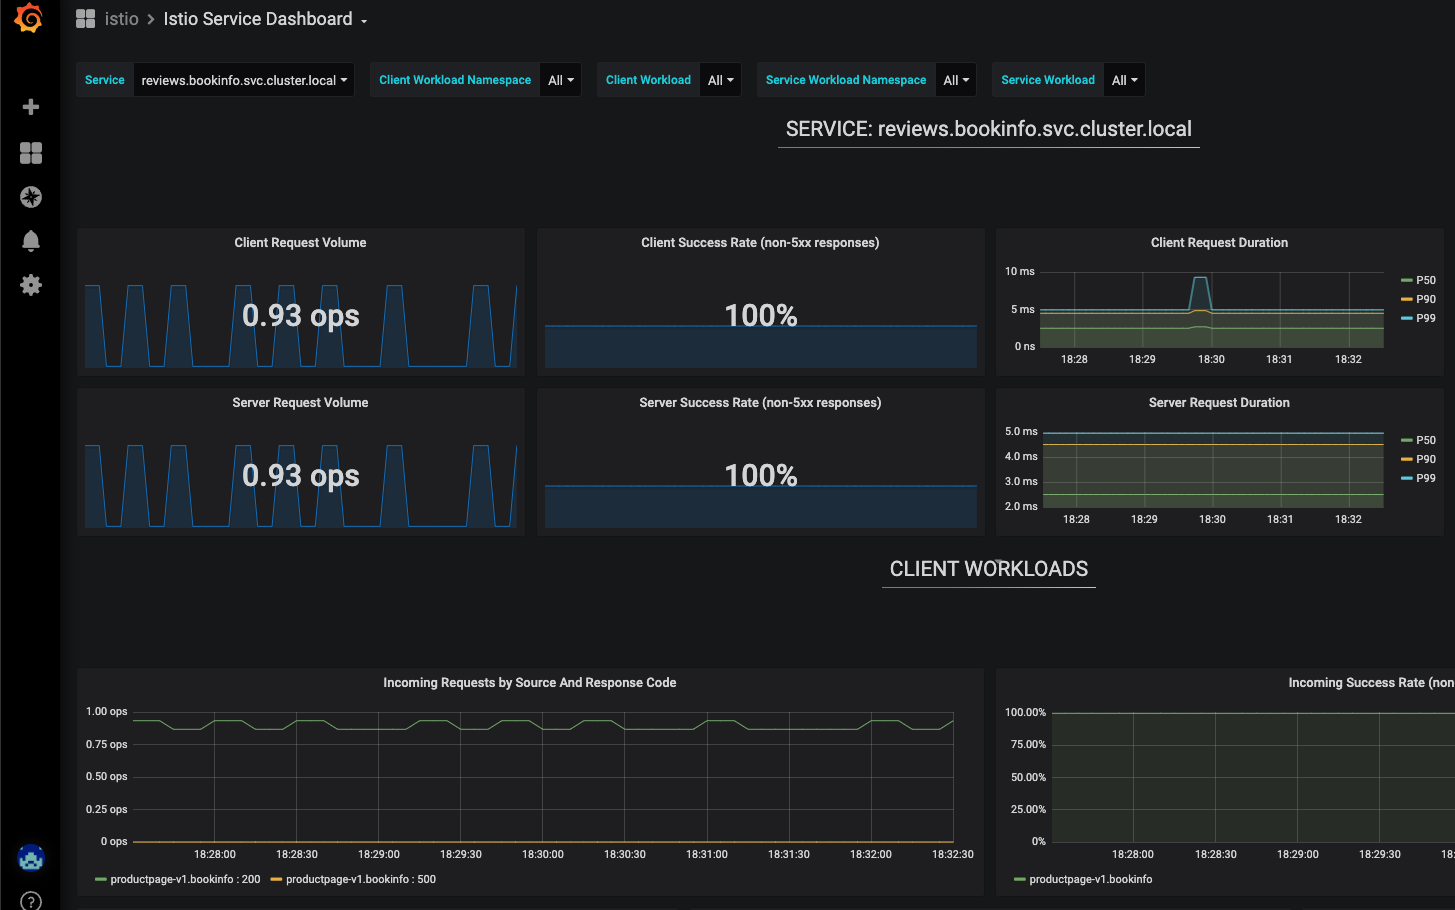 istio > Istio Service Dashboard
Service reviews.bookinfo.svc.cluster.local Client Workload Namespace All Client Workload All Service Workload Namespace All Service Workload All
SERVICE: reviews.bookinfo.svc.cluster.local
Client Request Volume
0.93 ops
Client Success Rate (non-5xx responses)
100%
Client Request Duration
10 ms
5 ms
0 ns
18:28 18:29 18:30 18:31 18:32
P50
P90
P99
Server Request Volume
0.93 ops
Server Success Rate (non-5xx responses)
100%
Server Request Duration
5.0 ms
4.0 ms
3.0 ms
2.0 ms
18:28 18:29 18:30 18:31 18:32
P50
P90
P99
CLIENT WORKLOADS
Incoming Requests by Source And Response Code
1.00 ops
0.75 ops
0.50 ops
0.25 ops
0 ops
18:28:00 18:28:30 18:29:00 18:29:30 18:30:00 18:30:30 18:31:00 18:31:30 18:32:00 18:32:30
productpage-v1.bookinfo : 200 productpage-v1.bookinfo : 500
Incoming Success Rate (non
100.00%
75.00%
50.00%
25.00%
0%
18:28:00 18:28:30 18:29:00 18:29:30 18:
productpage-v1.bookinfo
?